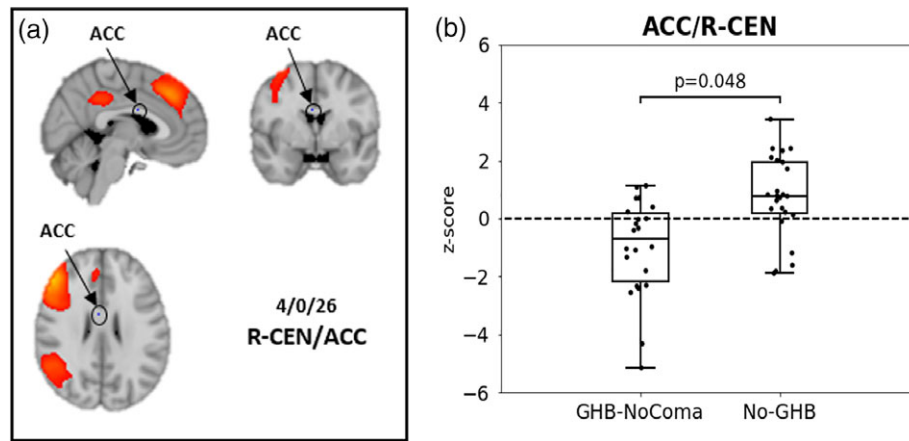 (a)
ACC
ACC
ACC
4/0/26
R-CEN/ACC
(b)
ACC/R-CEN
p=0.048
z-score
6
4
2
0
−2
−4
−6
GHB-NoComa
No-GHB